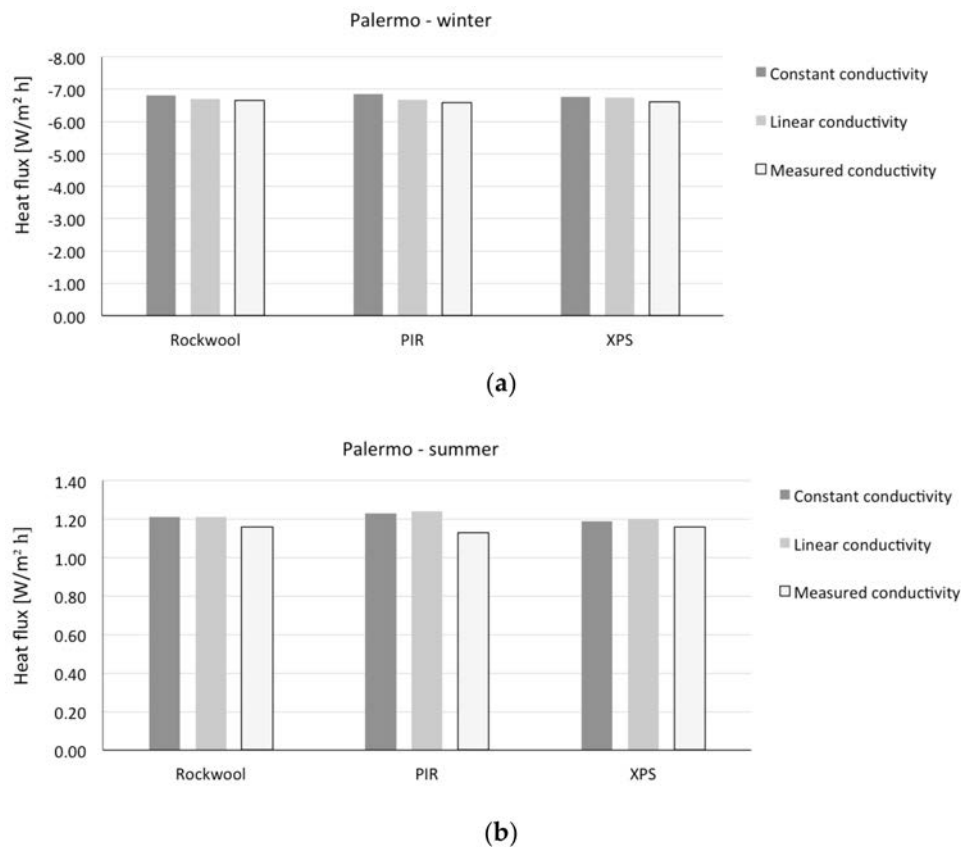 Palermo - winter
Heat flux [W/m² h]
-8.00
-7.00
-6.00
-5.00
-4.00
-3.00
-2.00
-1.00
0.00
Rockwool PIR XPS
Constant conductivity
Linear conductivity
Measured conductivity
(a)
Palermo - summer
Heat flux [W/m² h]
1.40
1.20
1.00
0.80
0.60
0.40
0.20
0.00
Rockwool PIR XPS
Constant conductivity
Linear conductivity
Measured conductivity
(b)